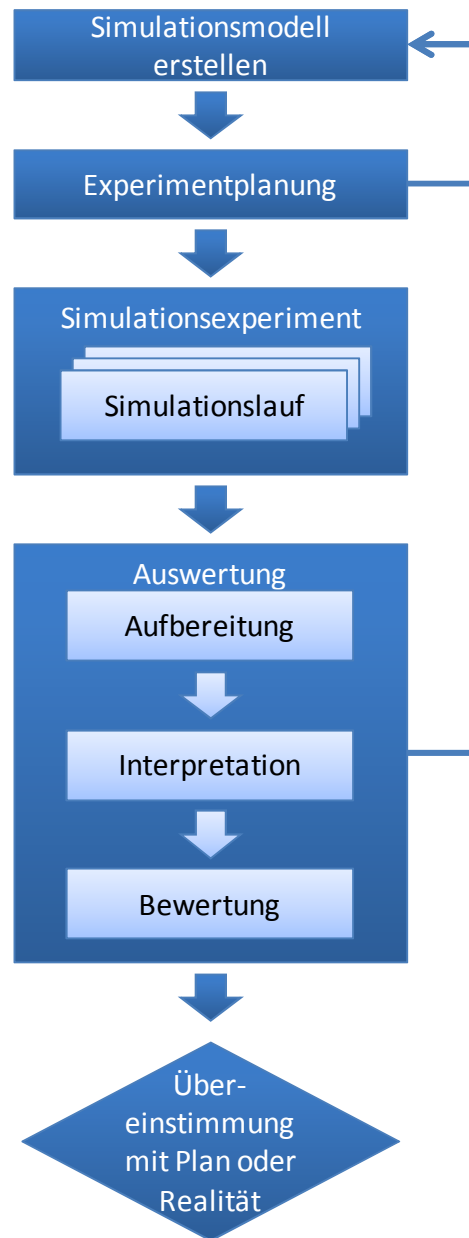 Simulationsmodell
erstellen
Experimentplanung
Simulationsexperiment
Simulationslauf
Auswertung
Aufbereitung
Interpretation
Bewertung
Über-
einstimmung
mit Plan oder
Realität